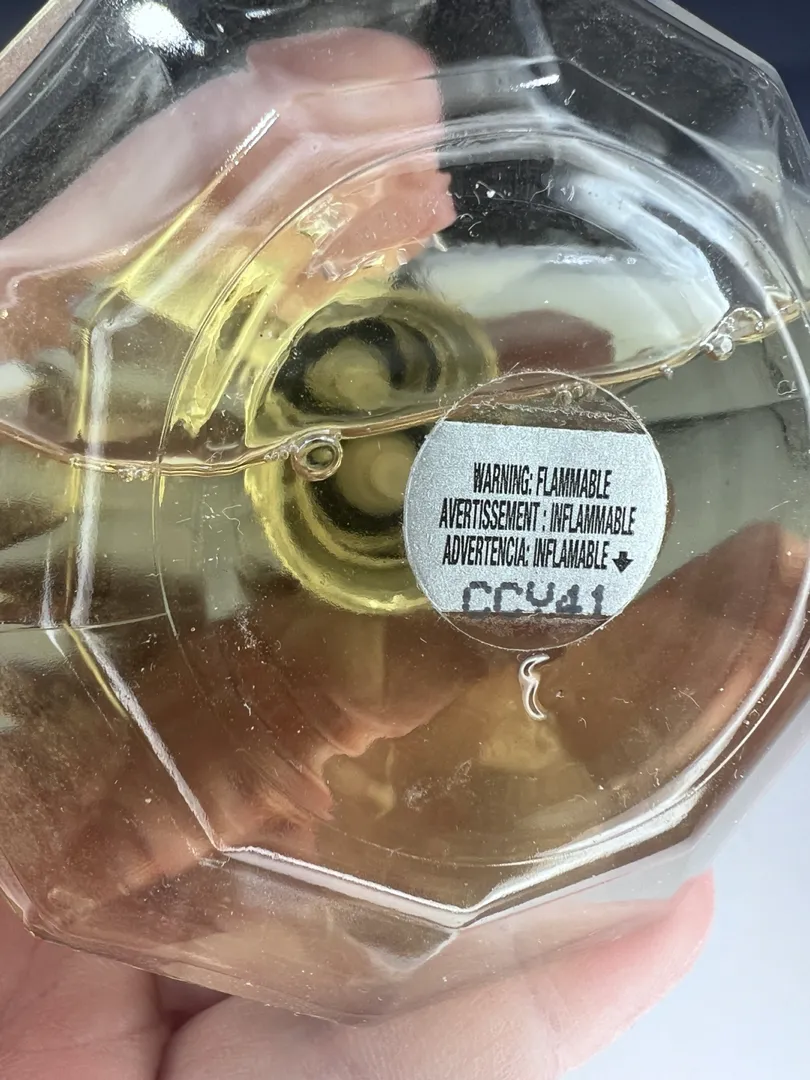 WARNING: FLAMMABLE
AVERTISSEMENT : INFLAMMABLE
ADVERTENCIA: INFLAMABLE
CCY41